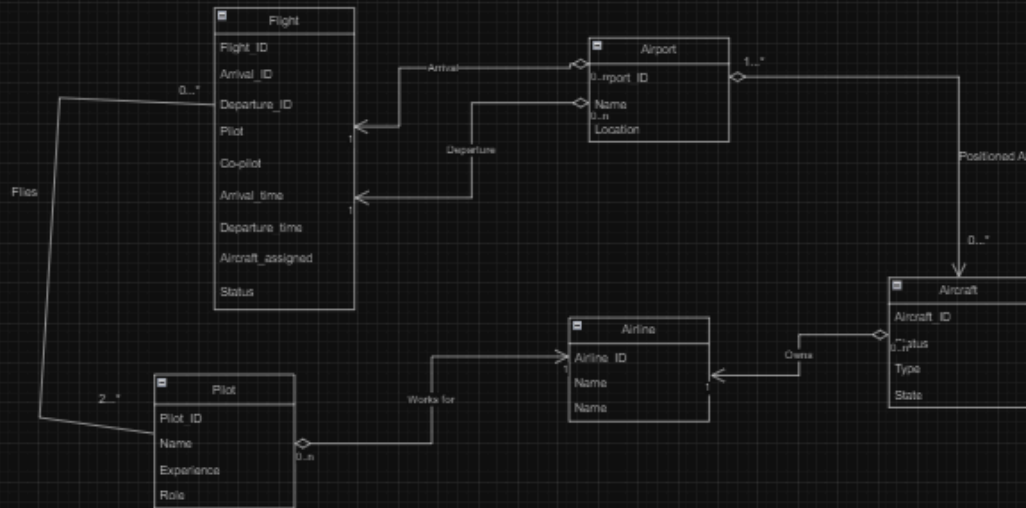 Flight
Flight_ID
Arrival_ID
Departure_ID
Pilot
Co-pilot
Arrival_time
Departure_time
Aircraft_assigned
Status
0...*
Flies
2...*
Arrival
1
Departure
1
Airport
0..n
Name
0..n
Location
1...*
Positioned A
0...*
Aircraft
Aircraft_ID
0..n
Type
State
Owns
1
Airline
Airline_ID
1
Name
Name
Works for
0..n
Pilot
Pilot_ID
Name
Experience
Role